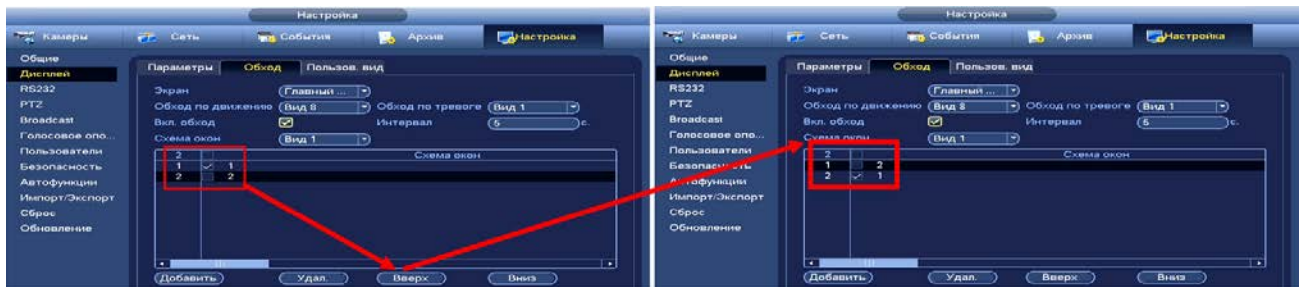 Настройка
Камеры Сеть События Архив Настройка
Общие
Дисплей
RS232
PTZ
Broadcast
Голосовое опо...
Пользователи
Безопасность
Автофункции
Импорт/Экспорт
Сброс
Обновление
Параметры Обход Пользов. вид
Экран Главный ...
Обход по движению Вид 8 Обход по тревоге Вид 1
Вкл. обход Интервал 5 с.
Схема окон Вид 1
2 Схема окон
1 1
2 2
Добавить Удал. Вверх Вниз
Настройка
Камеры Сеть События Архив Настройка
Общие
Дисплей
RS232
PTZ
Broadcast
Голосовое опо...
Пользователи
Безопасность
Автофункции
Импорт/Экспорт
Сброс
Обновление
Параметры Обход Пользов. вид
Экран Главный ...
Обход по движению Вид 8 Обход по тревоге Вид 1
Вкл. обход Интервал 5 с.
Схема окон Вид 1
2 Схема окон
1 2
2 1
Добавить Удал. Вверх Вниз